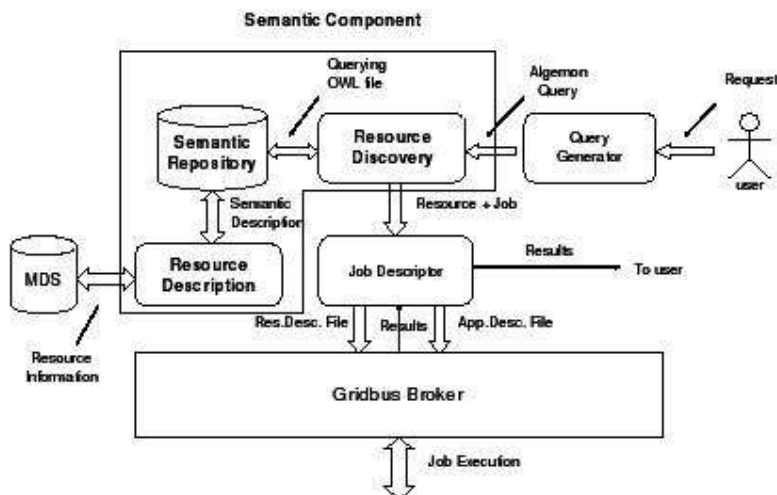 Semantic Component
Querying
OWL file
Algemon
Query
Request
Semantic
Repository
Resource
Discovery
Query
Generator
user
Semantic
Description
Resource + Job
MDS
Resource
Description
Job Descriptor
Results
To user
Res.Desc. File
Results
App.Desc. File
Resource
Information
Gridbus Broker
Job Execution